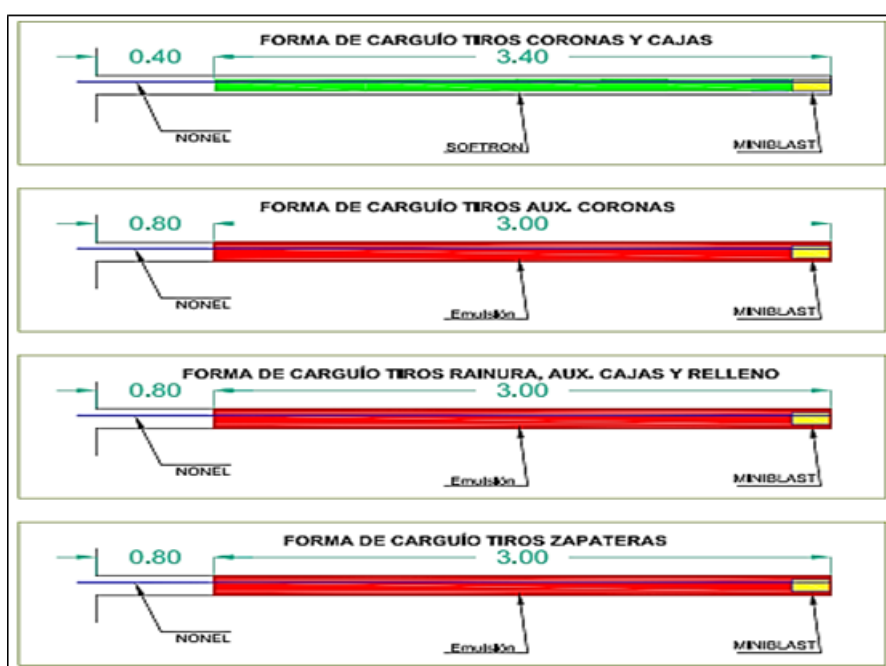 FORMA DE CARGUÍO TIROS CORONAS Y CAJAS
0.40 3.40
NONEL
SOFTRON
MINIBLAST
FORMA DE CARGUÍO TIROS AUX. CORONAS
0.80 3.00
NONEL
Emulsión
MINIBLAST
FORMA DE CARGUÍO TIROS RAINURA, AUX. CAJAS Y RELLENO
0.80 3.00
NONEL
Emulsión
MINIBLAST
FORMA DE CARGUÍO TIROS ZAPATERAS
0.80 3.00
NONEL
Emulsión
MINIBLAST